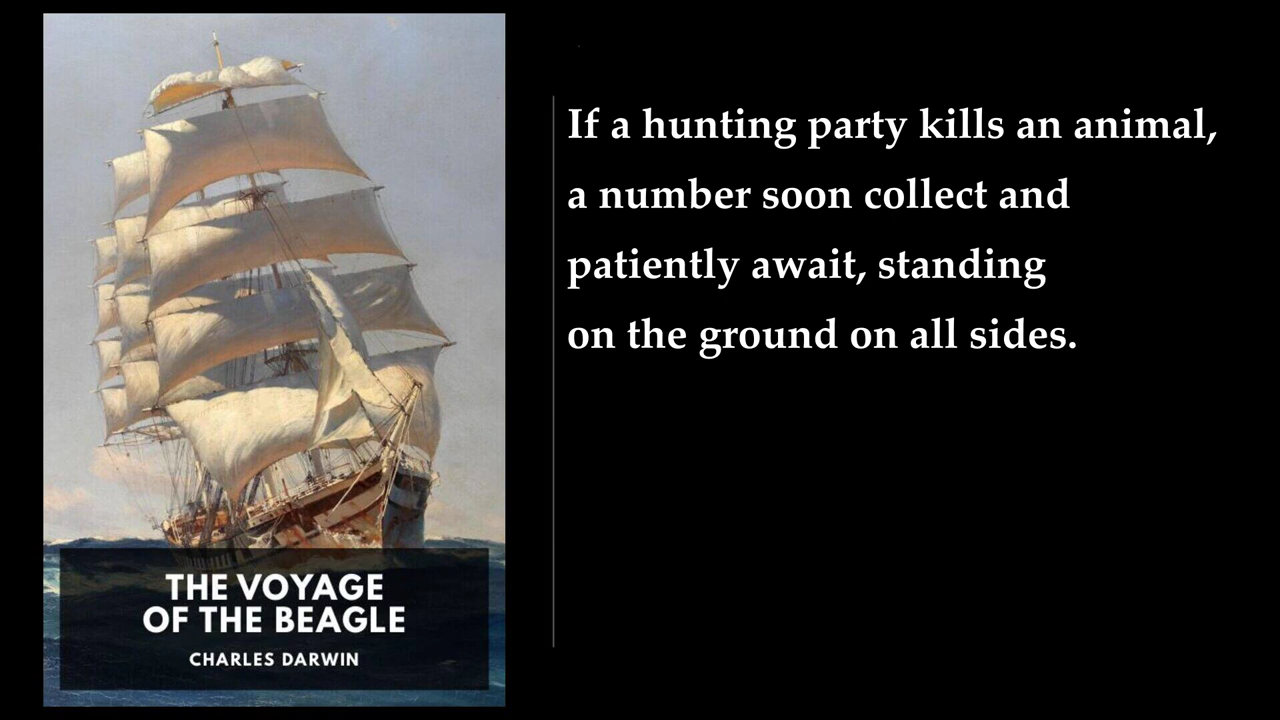 THE VOYAGE
OF THE BEAGLE
CHARLES DARWIN
If a hunting party kills an animal,
a number soon collect and
patiently await, standing
on the ground on all sides.